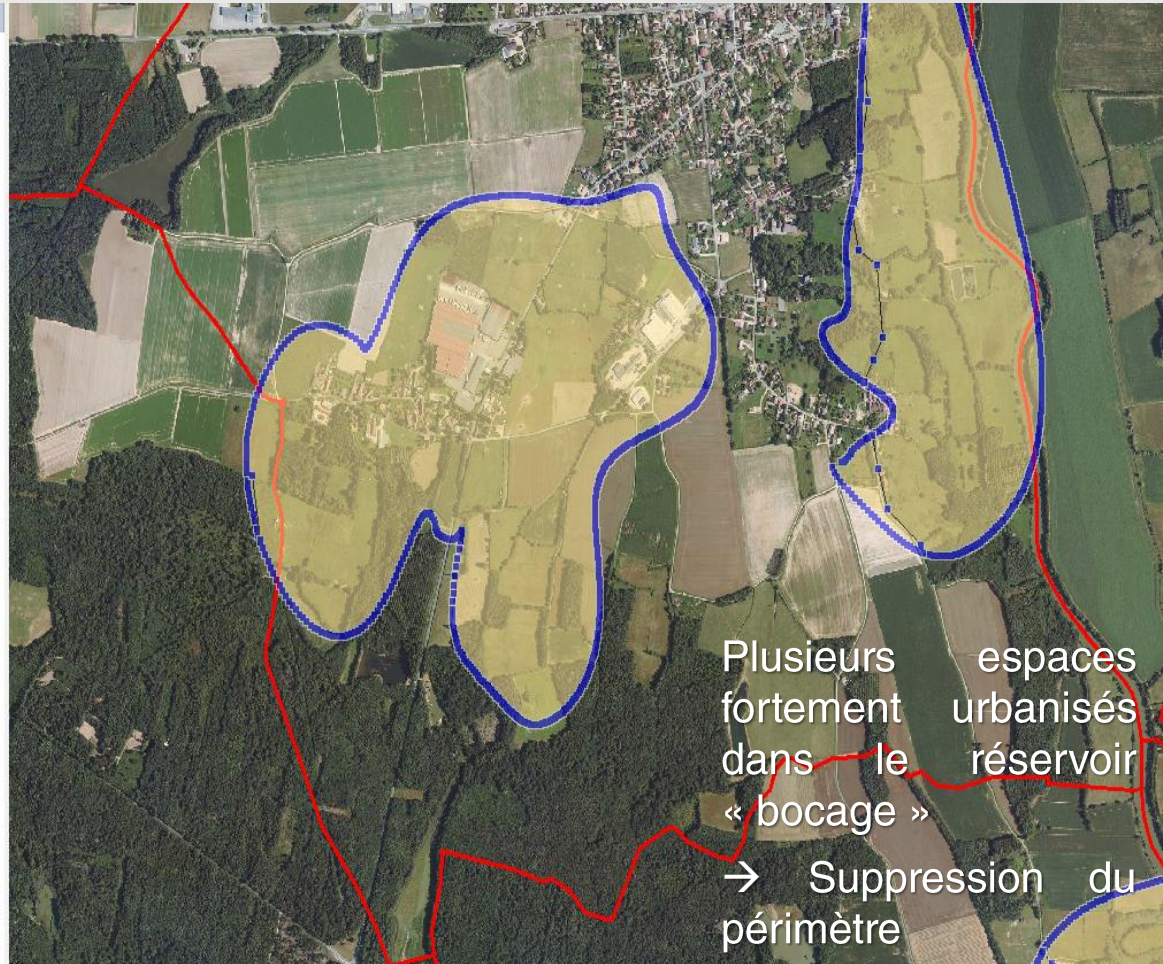 Plusieurs espaces
fortement urbanisés
dans le réservoir
« bocage »
→ Suppression du
périmètre